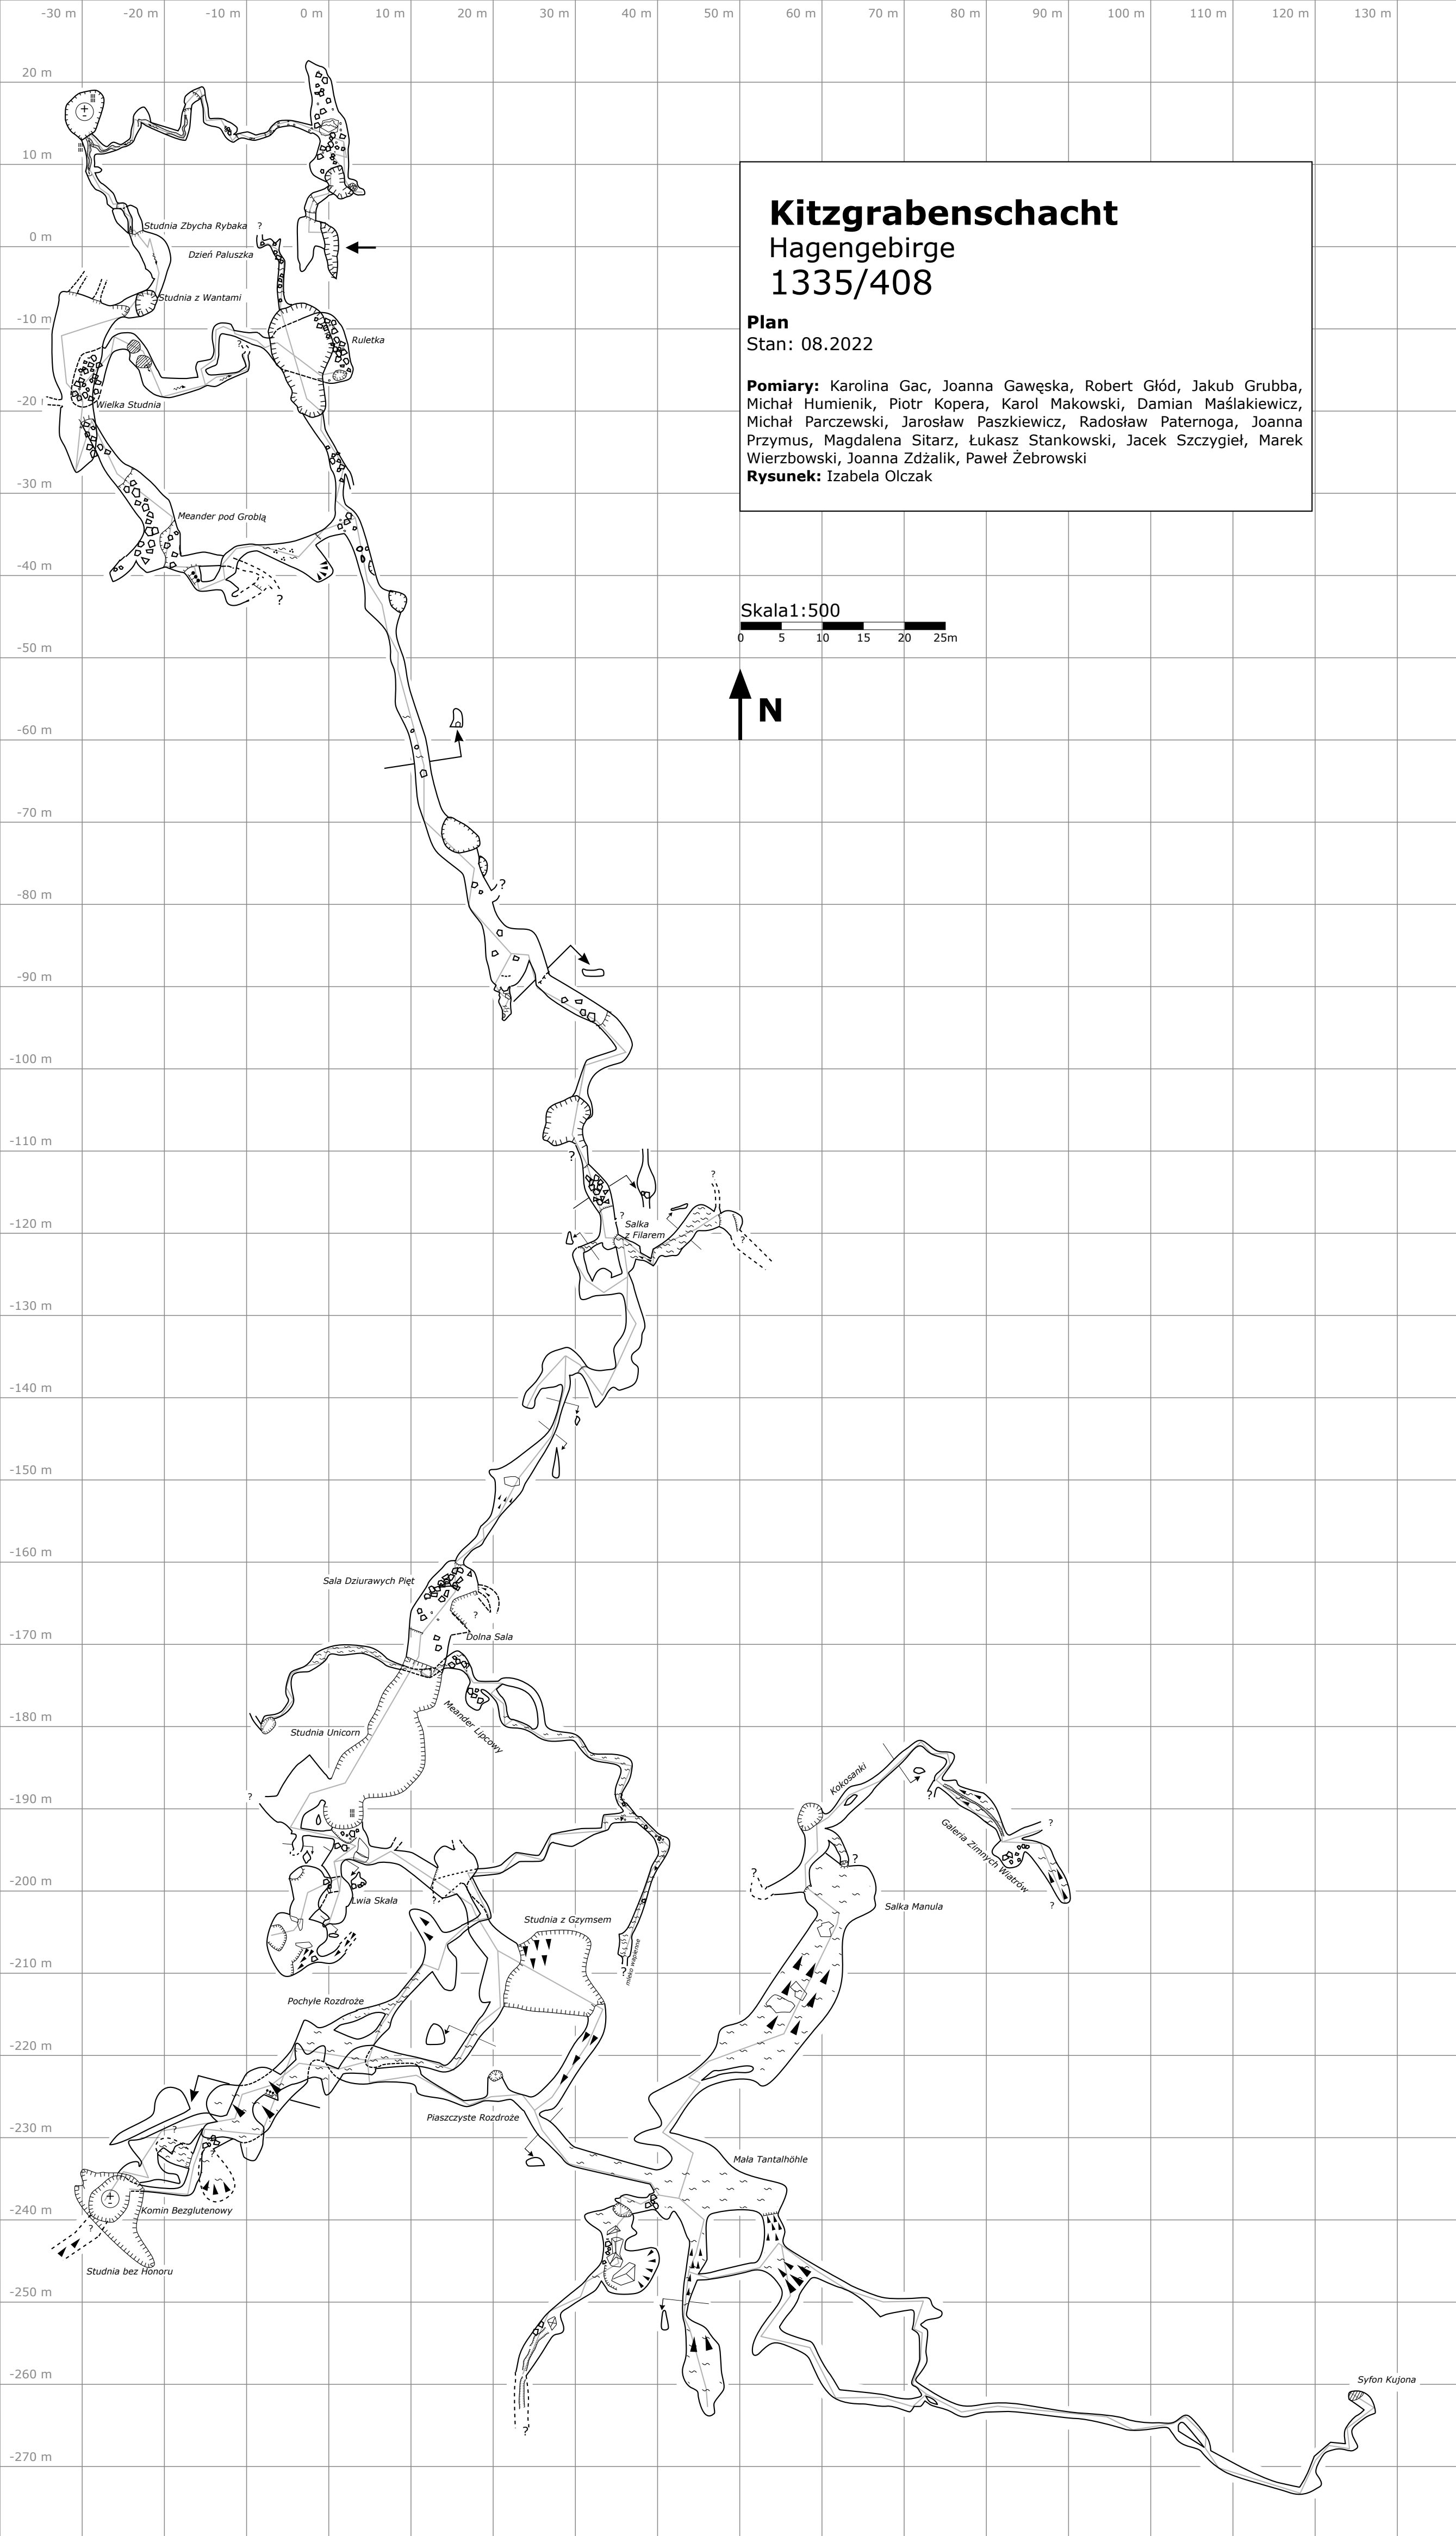 -30 m -20 m -10 m 0 m 10 m 20 m 30 m 40 m 50 m 60 m 70 m 80 m 90 m 100 m 110 m 120 m 130 m
20 m
10 m
0 m
-10 m
-20 m
-30 m
-40 m
-50 m
-60 m
-70 m
-80 m
-90 m
-100 m
-110 m
-120 m
-130 m
-140 m
-150 m
-160 m
-170 m
-180 m
-190 m
-200 m
-210 m
-220 m
-230 m
-240 m
-250 m
-260 m
-270 m
Kitzgrabenschacht
Hagengebirge
1335/408
Plan
Stan: 08.2022
Pomiary: Karolina Gac, Joanna Gawęska, Robert Głód, Jakub Grubba,
Michał Humienik, Piotr Kopera, Karol Makowski, Damian Maślakiewicz,
Michał Parczewski, Jarosław Paszkiewicz, Radosław Paternoga, Joanna
Przymus, Magdalena Sitarz, Łukasz Stankowski, Jacek Szczygieł, Marek
Wierzbowski, Joanna Zdżalik, Paweł Żebrowski
Rysunek: Izabela Olczak
Skala1:500
0 5 10 15 20 25m
N
Studnia Zbycha Rybaka ?
Dzień Paluszka
Studnia z Wantami
Ruletka
?
Wielka Studnia
Meander pod Groblą
?
?
?
?
?
Salka
z Filarem
?
Sala Dziurawych Pięt
?
Dolna Sala
Meander Lipcowy
Studnia Unicorn
?
Kokosanki
?
?
Galeria Zimnych Wiatrów
?
?
?
Lwia Skała
?
Salka Manula
Studnia z Gzymsem
?
mleko wapienne
Pochyłe Rozdroże
Piaszczyste Rozdroże
?
?
Mała Tantalhöhle
Komin Bezglutenowy
?
Studnia bez Honoru
Syfon Kujona
?